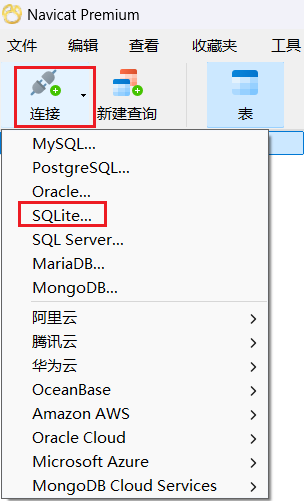 Navicat Premium
文件 编辑 查看 收藏夹 工具
连接 新建查询 表
MySQL...
PostgreSQL...
Oracle...
SQLite...
SQL Server...
MariaDB...
MongoDB...
阿里云
腾讯云
华为云
OceanBase
Amazon AWS
Oracle Cloud
Microsoft Azure
MongoDB Cloud Services